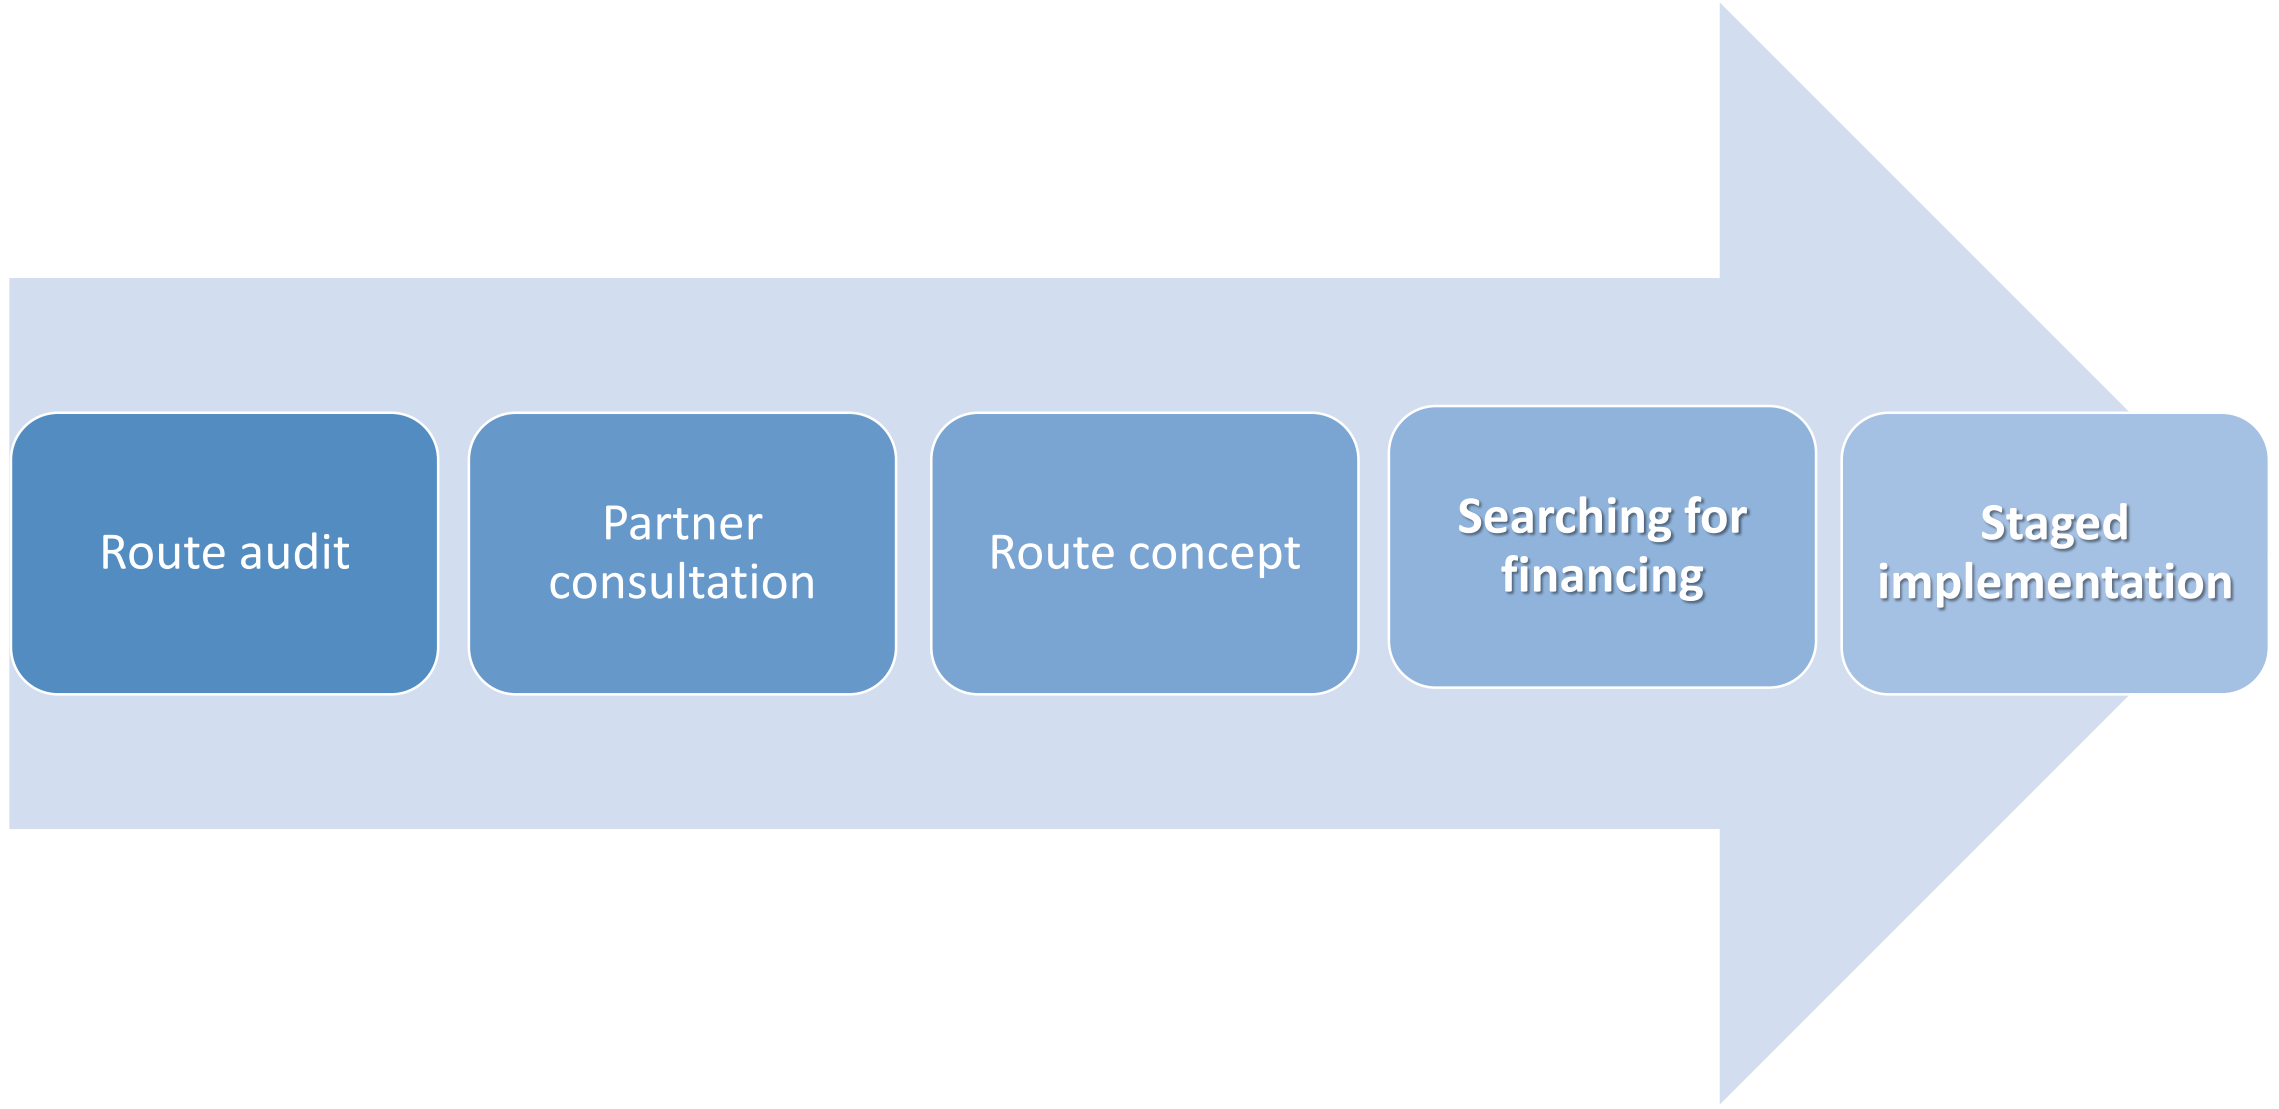 Route audit
Partner
consultation
Route concept
Searching for
financing
Staged
implementation